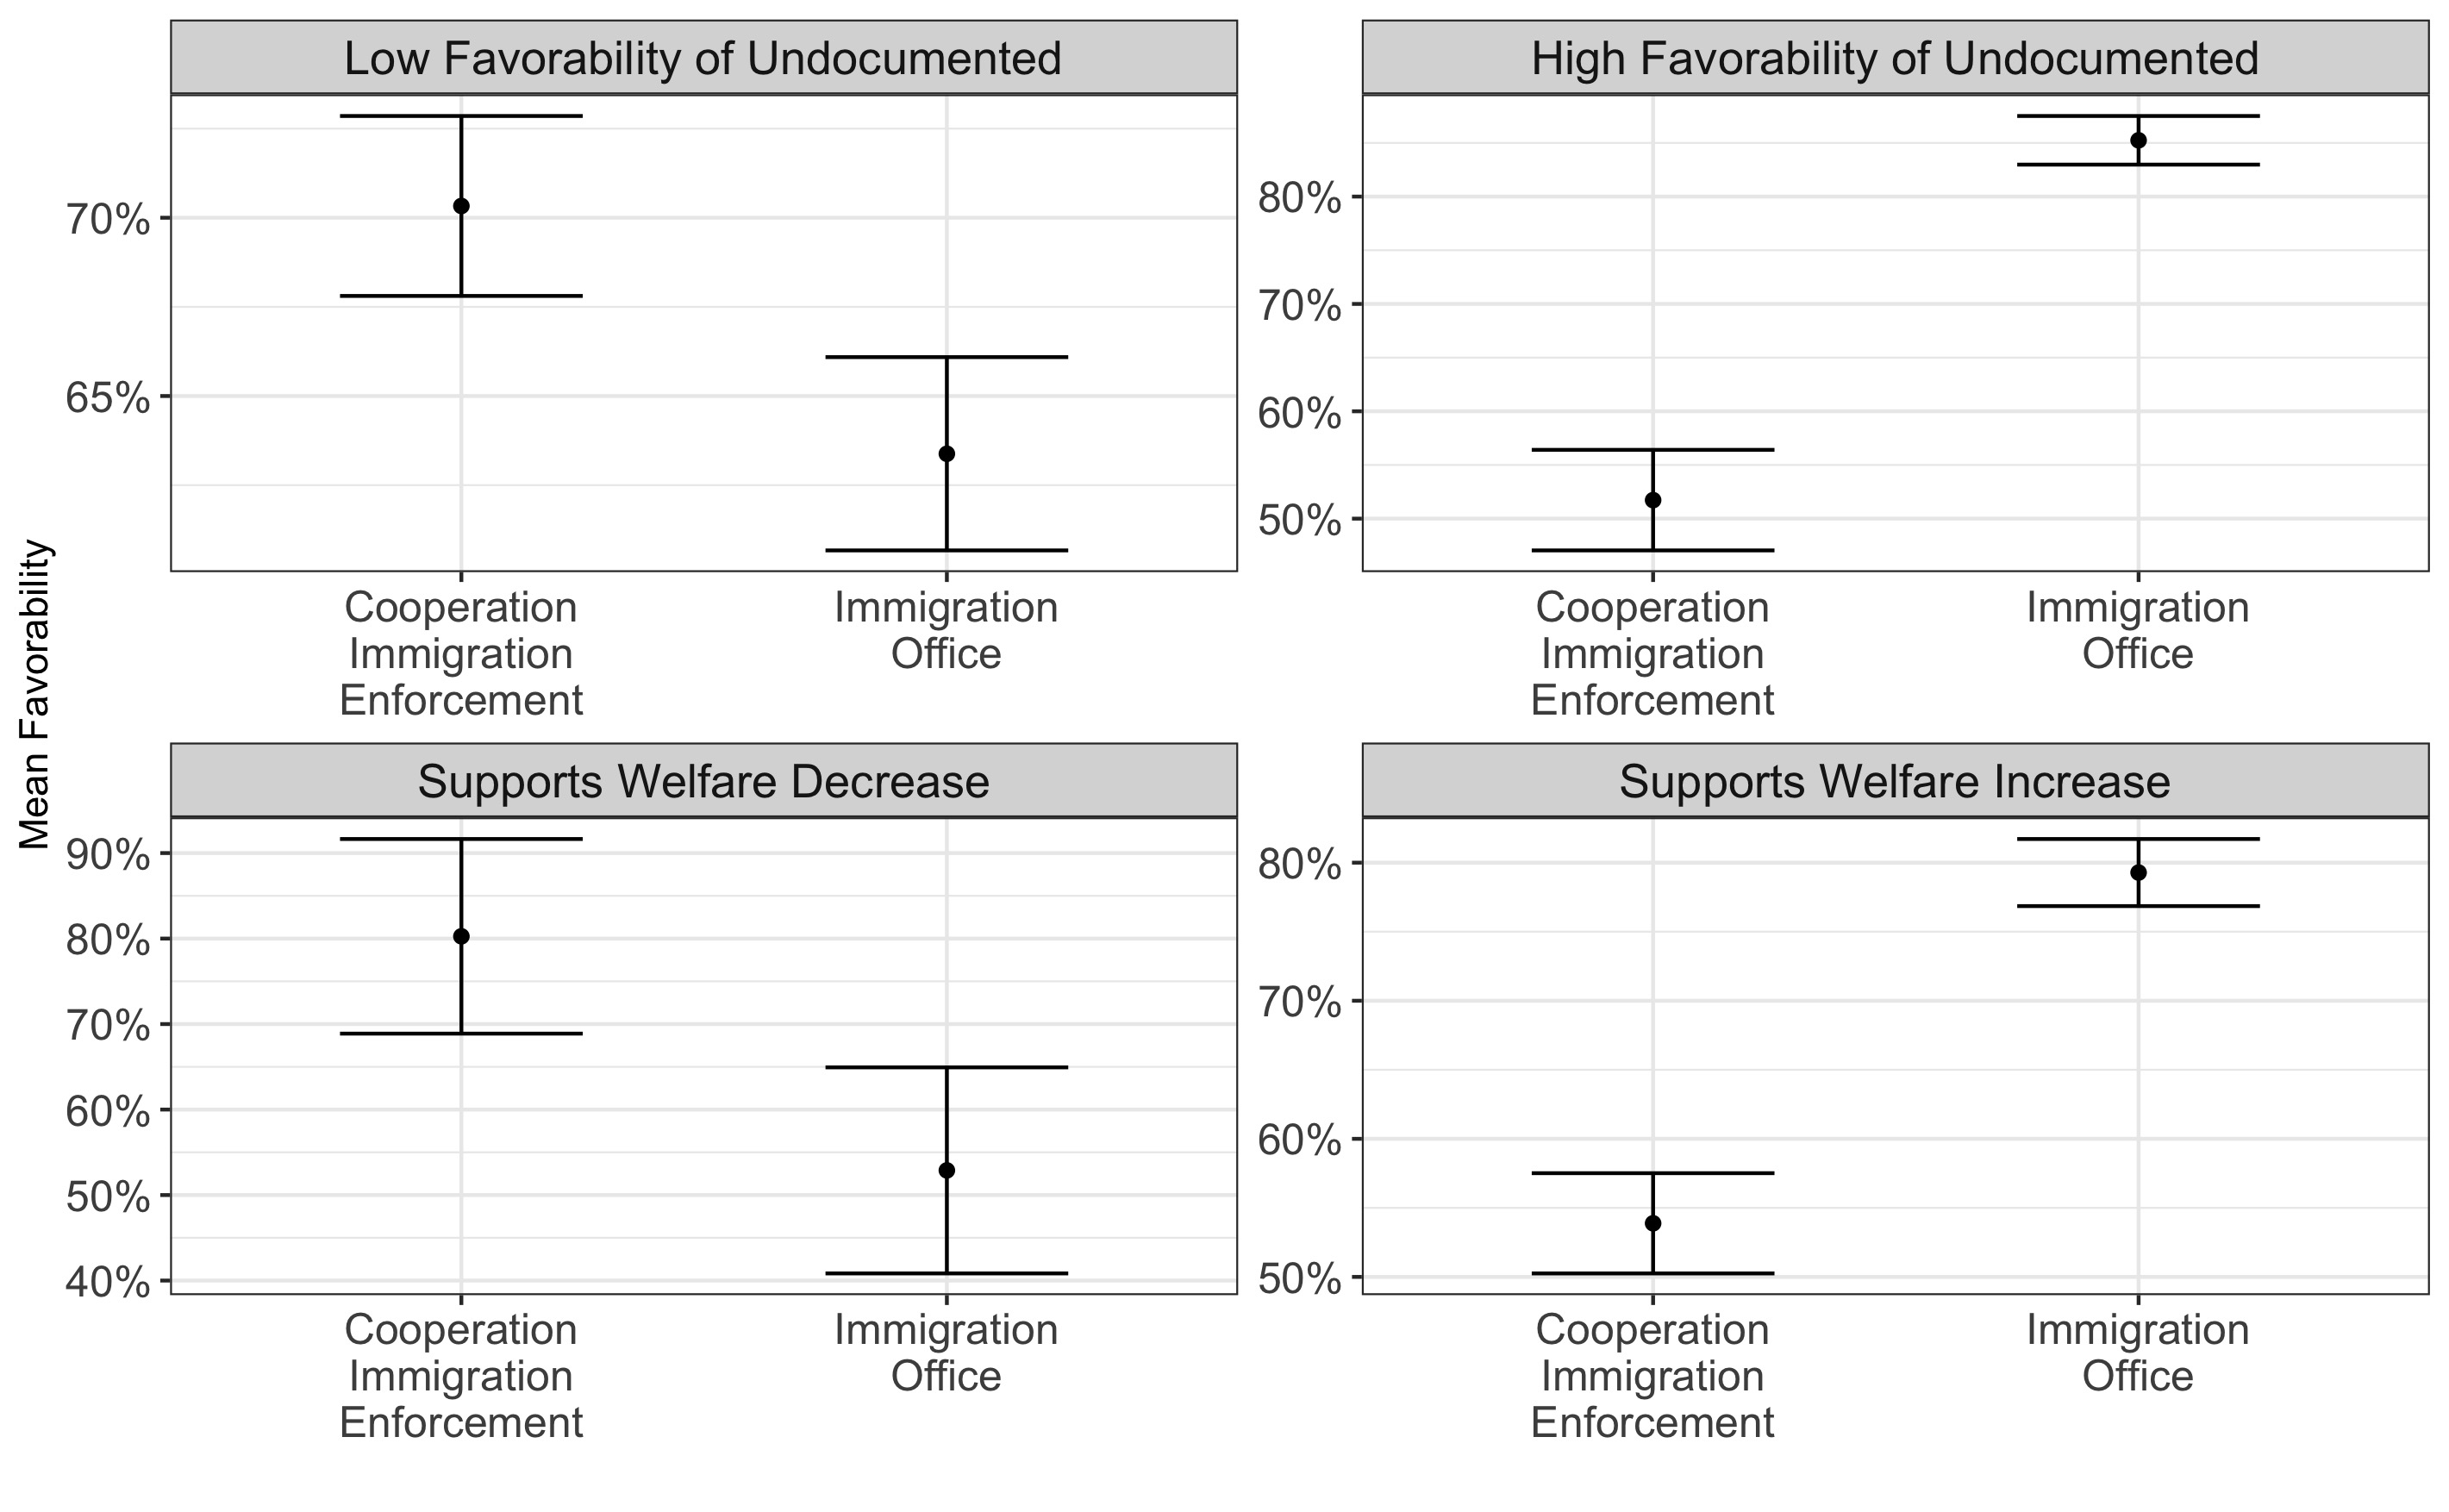 Mean Favorability
Low Favorability of Undocumented
70%
65%
Cooperation
Immigration
Enforcement
Immigration
Office
High Favorability of Undocumented
80%
70%
60%
50%
Cooperation
Immigration
Enforcement
Immigration
Office
Supports Welfare Decrease
90%
80%
70%
60%
50%
40%
Cooperation
Immigration
Enforcement
Immigration
Office
Supports Welfare Increase
80%
70%
60%
50%
Cooperation
Immigration
Enforcement
Immigration
Office